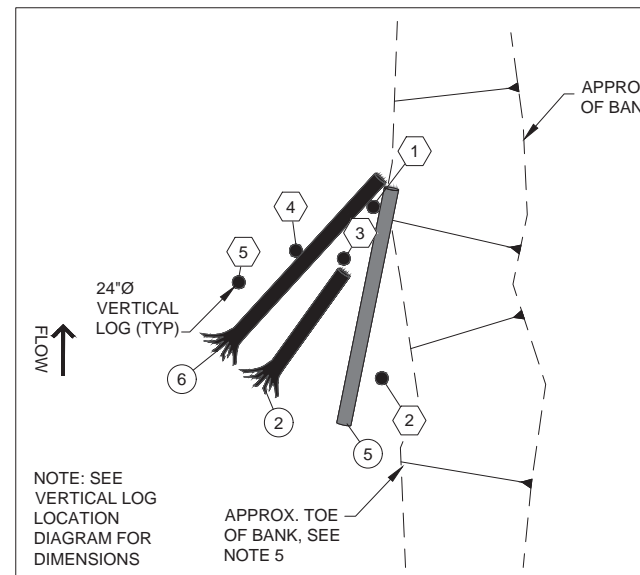 APPRO
OF BAN
1
4
3
5
24"Ø
VERTICAL
LOG (TYP)
FLOW
6
2
2
5
NOTE: SEE
VERTICAL LOG
LOCATION
DIAGRAM FOR
DIMENSIONS
APPROX. TOE
OF BANK, SEE
NOTE 5